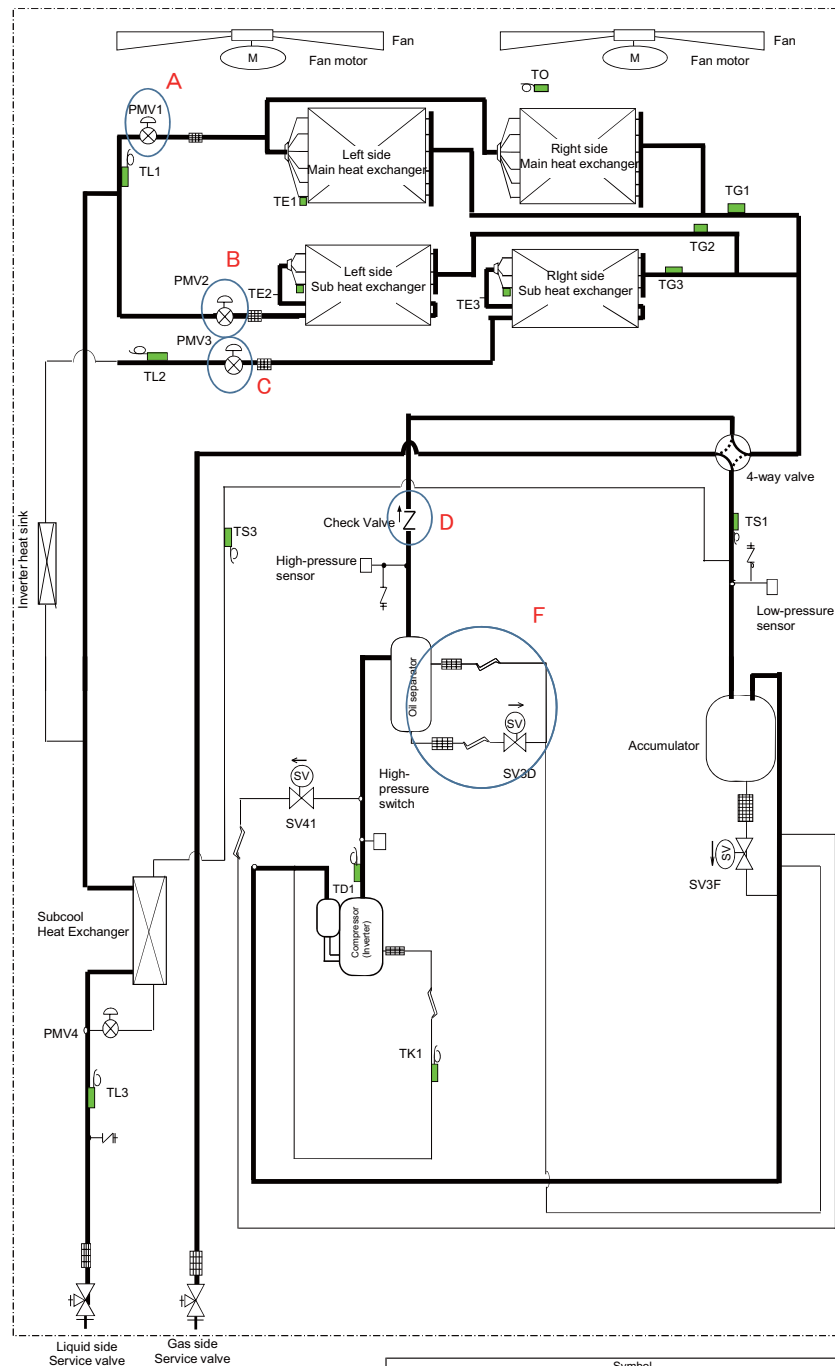 Fan
M
Fan motor
Fan
M
Fan motor
TO
A
PMV1
TL1
Left side
Main heat exchanger
TE1
Right side
Main heat exchanger
TG1
TG2
B
PMV2
Left side
Sub heat exchanger
TE2
RIght side
Sub heat exchanger
TE3
TG3
PMV3
TL2
C
4-way valve
Check Valve
D
TS3
TS1
High-pressure
sensor
Low-pressure
sensor
Inverter heat sink
F
Oil separator
SV
SV3D
Accumulator
High-
pressure
switch
SV
SV41
SV
SV3F
TD1
Compressor
(Inverter)
Subcool
Heat Exchanger
PMV4
TK1
TL3
Liquid side
Service valve
Gas side
Service valve
Symbol